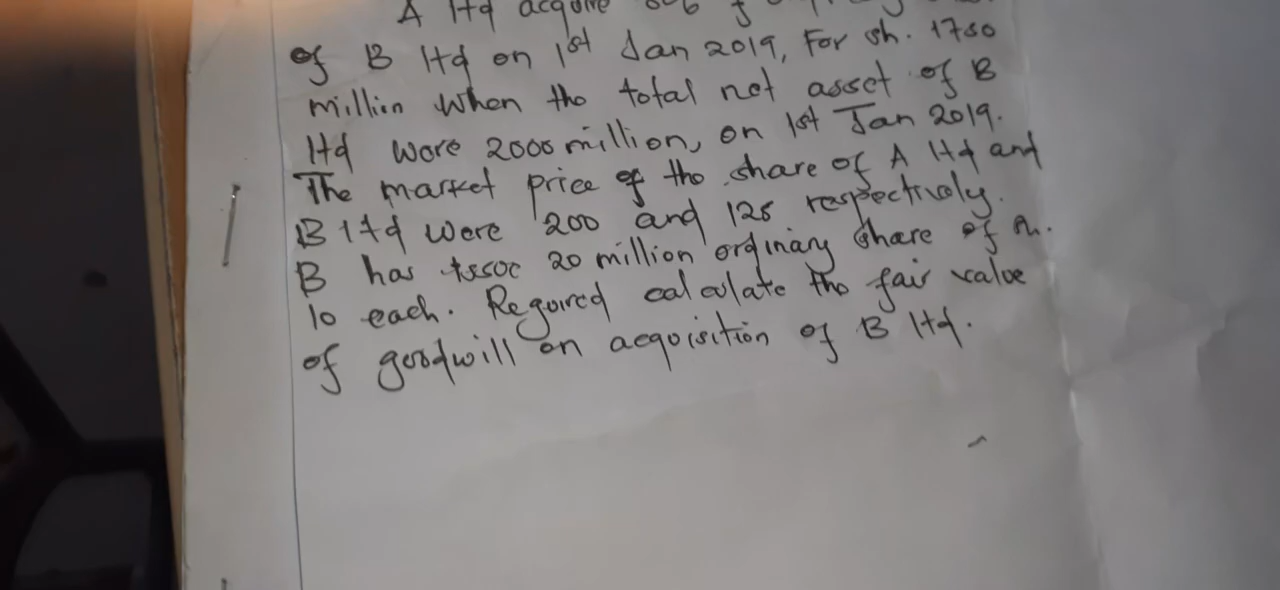 A ltd acquire
of B ltd on 1st Jan 2019, For sh. 1750
million when the total net asset of B
ltd were 2000 million, on 1st Jan 2019.
The market price of the share of A ltd and
B ltd were 200 and 125 respectively.
B has issue 20 million ordinary share of sh.
10 each. Required calculate the fair value
of goodwill on acquisition of B ltd.